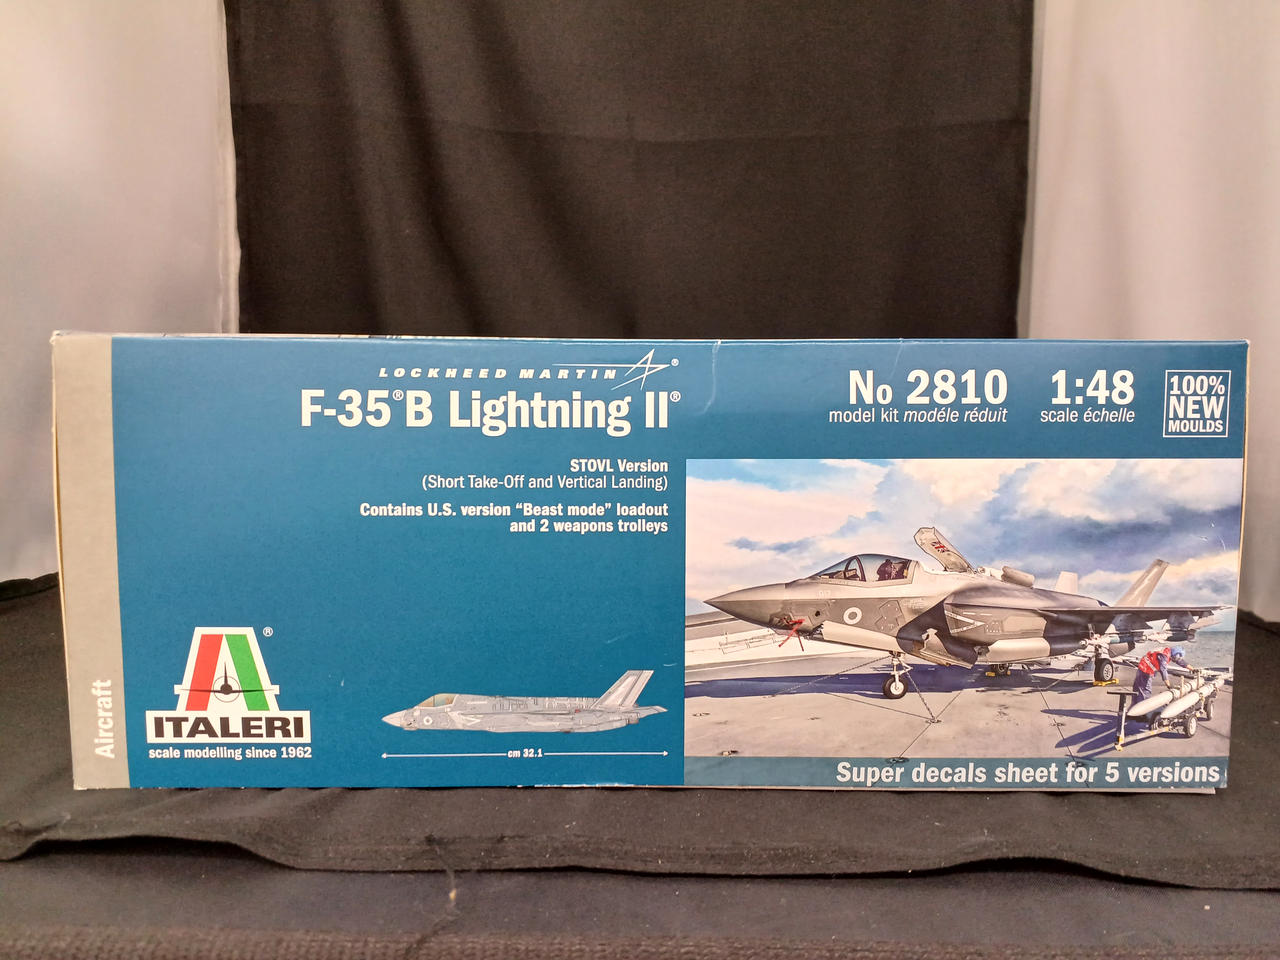 LOCKHEED MARTIN®
F-35® B Lightning II®
STOVL Version
(Short Take-Off and Vertical Landing)
Contains U.S. version “Beast mode” loadout
and 2 weapons trolleys
No 2810
model kit modéle réduit
1:48
scale échelle
100%
NEW
MOULDS
Aircraft
®
ITALERI
scale modelling since 1962
cm 32.1
Super decals sheet for 5 versions